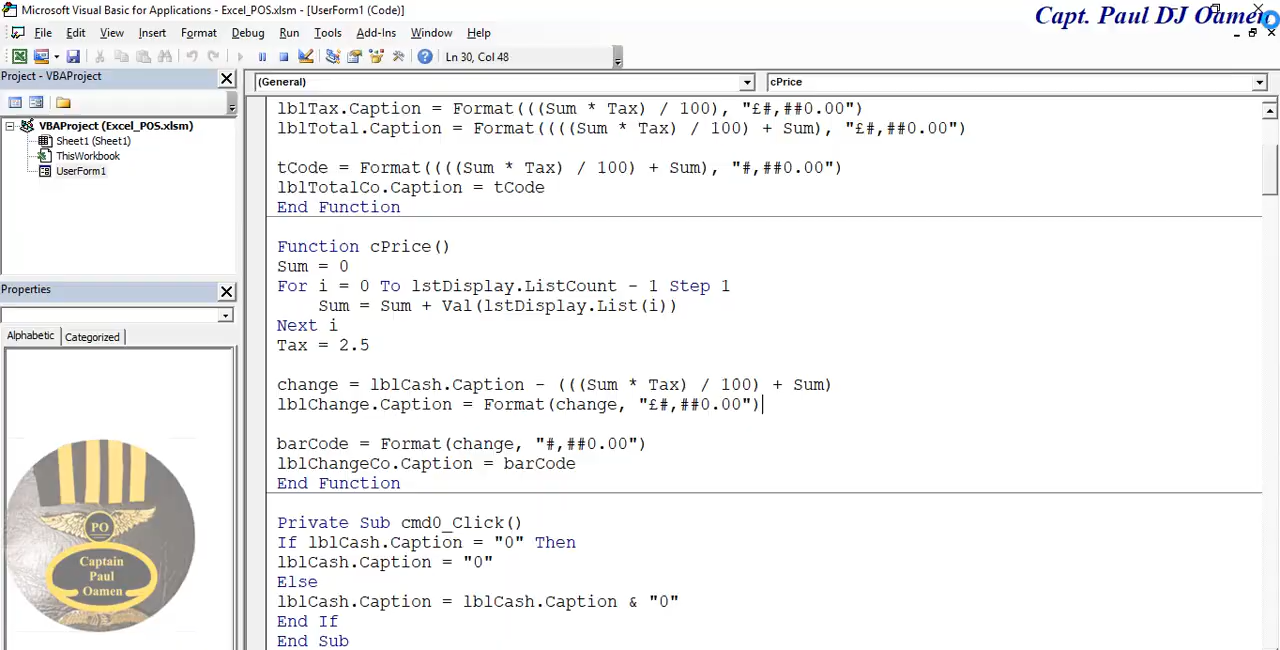 Microsoft Visual Basic for Applications - Excel_POS.xlsm - [UserForm1 (Code)]
Capt. Paul DJ Oamen
File Edit View Insert Format Debug Run Tools Add-Ins Window Help
Ln 30, Col 48
Project - VBAProject
(General) cPrice
VBAProject (Excel_POS.xlsm)
Sheet1 (Sheet1)
ThisWorkbook
UserForm1
Properties
Alphabetic Categorized
PO
Captain
Paul
Oamen
lblTax.Caption = Format(((Sum * Tax) / 100), "£#,##0.00")
lblTotal.Caption = Format((((Sum * Tax) / 100) + Sum), "£#,##0.00")
tCode = Format((((Sum * Tax) / 100) + Sum), "#,##0.00")
lblTotalCo.Caption = tCode
End Function
Function cPrice()
Sum = 0
For i = 0 To lstDisplay.ListCount - 1 Step 1
Sum = Sum + Val(lstDisplay.List(i))
Next i
Tax = 2.5
change = lblCash.Caption - (((Sum * Tax) / 100) + Sum)
lblChange.Caption = Format(change, "£#,##0.00")
barCode = Format(change, "#,##0.00")
lblChangeCo.Caption = barCode
End Function
Private Sub cmd0_Click()
If lblCash.Caption = "0" Then
lblCash.Caption = "0"
Else
lblCash.Caption = lblCash.Caption & "0"
End If
End Sub